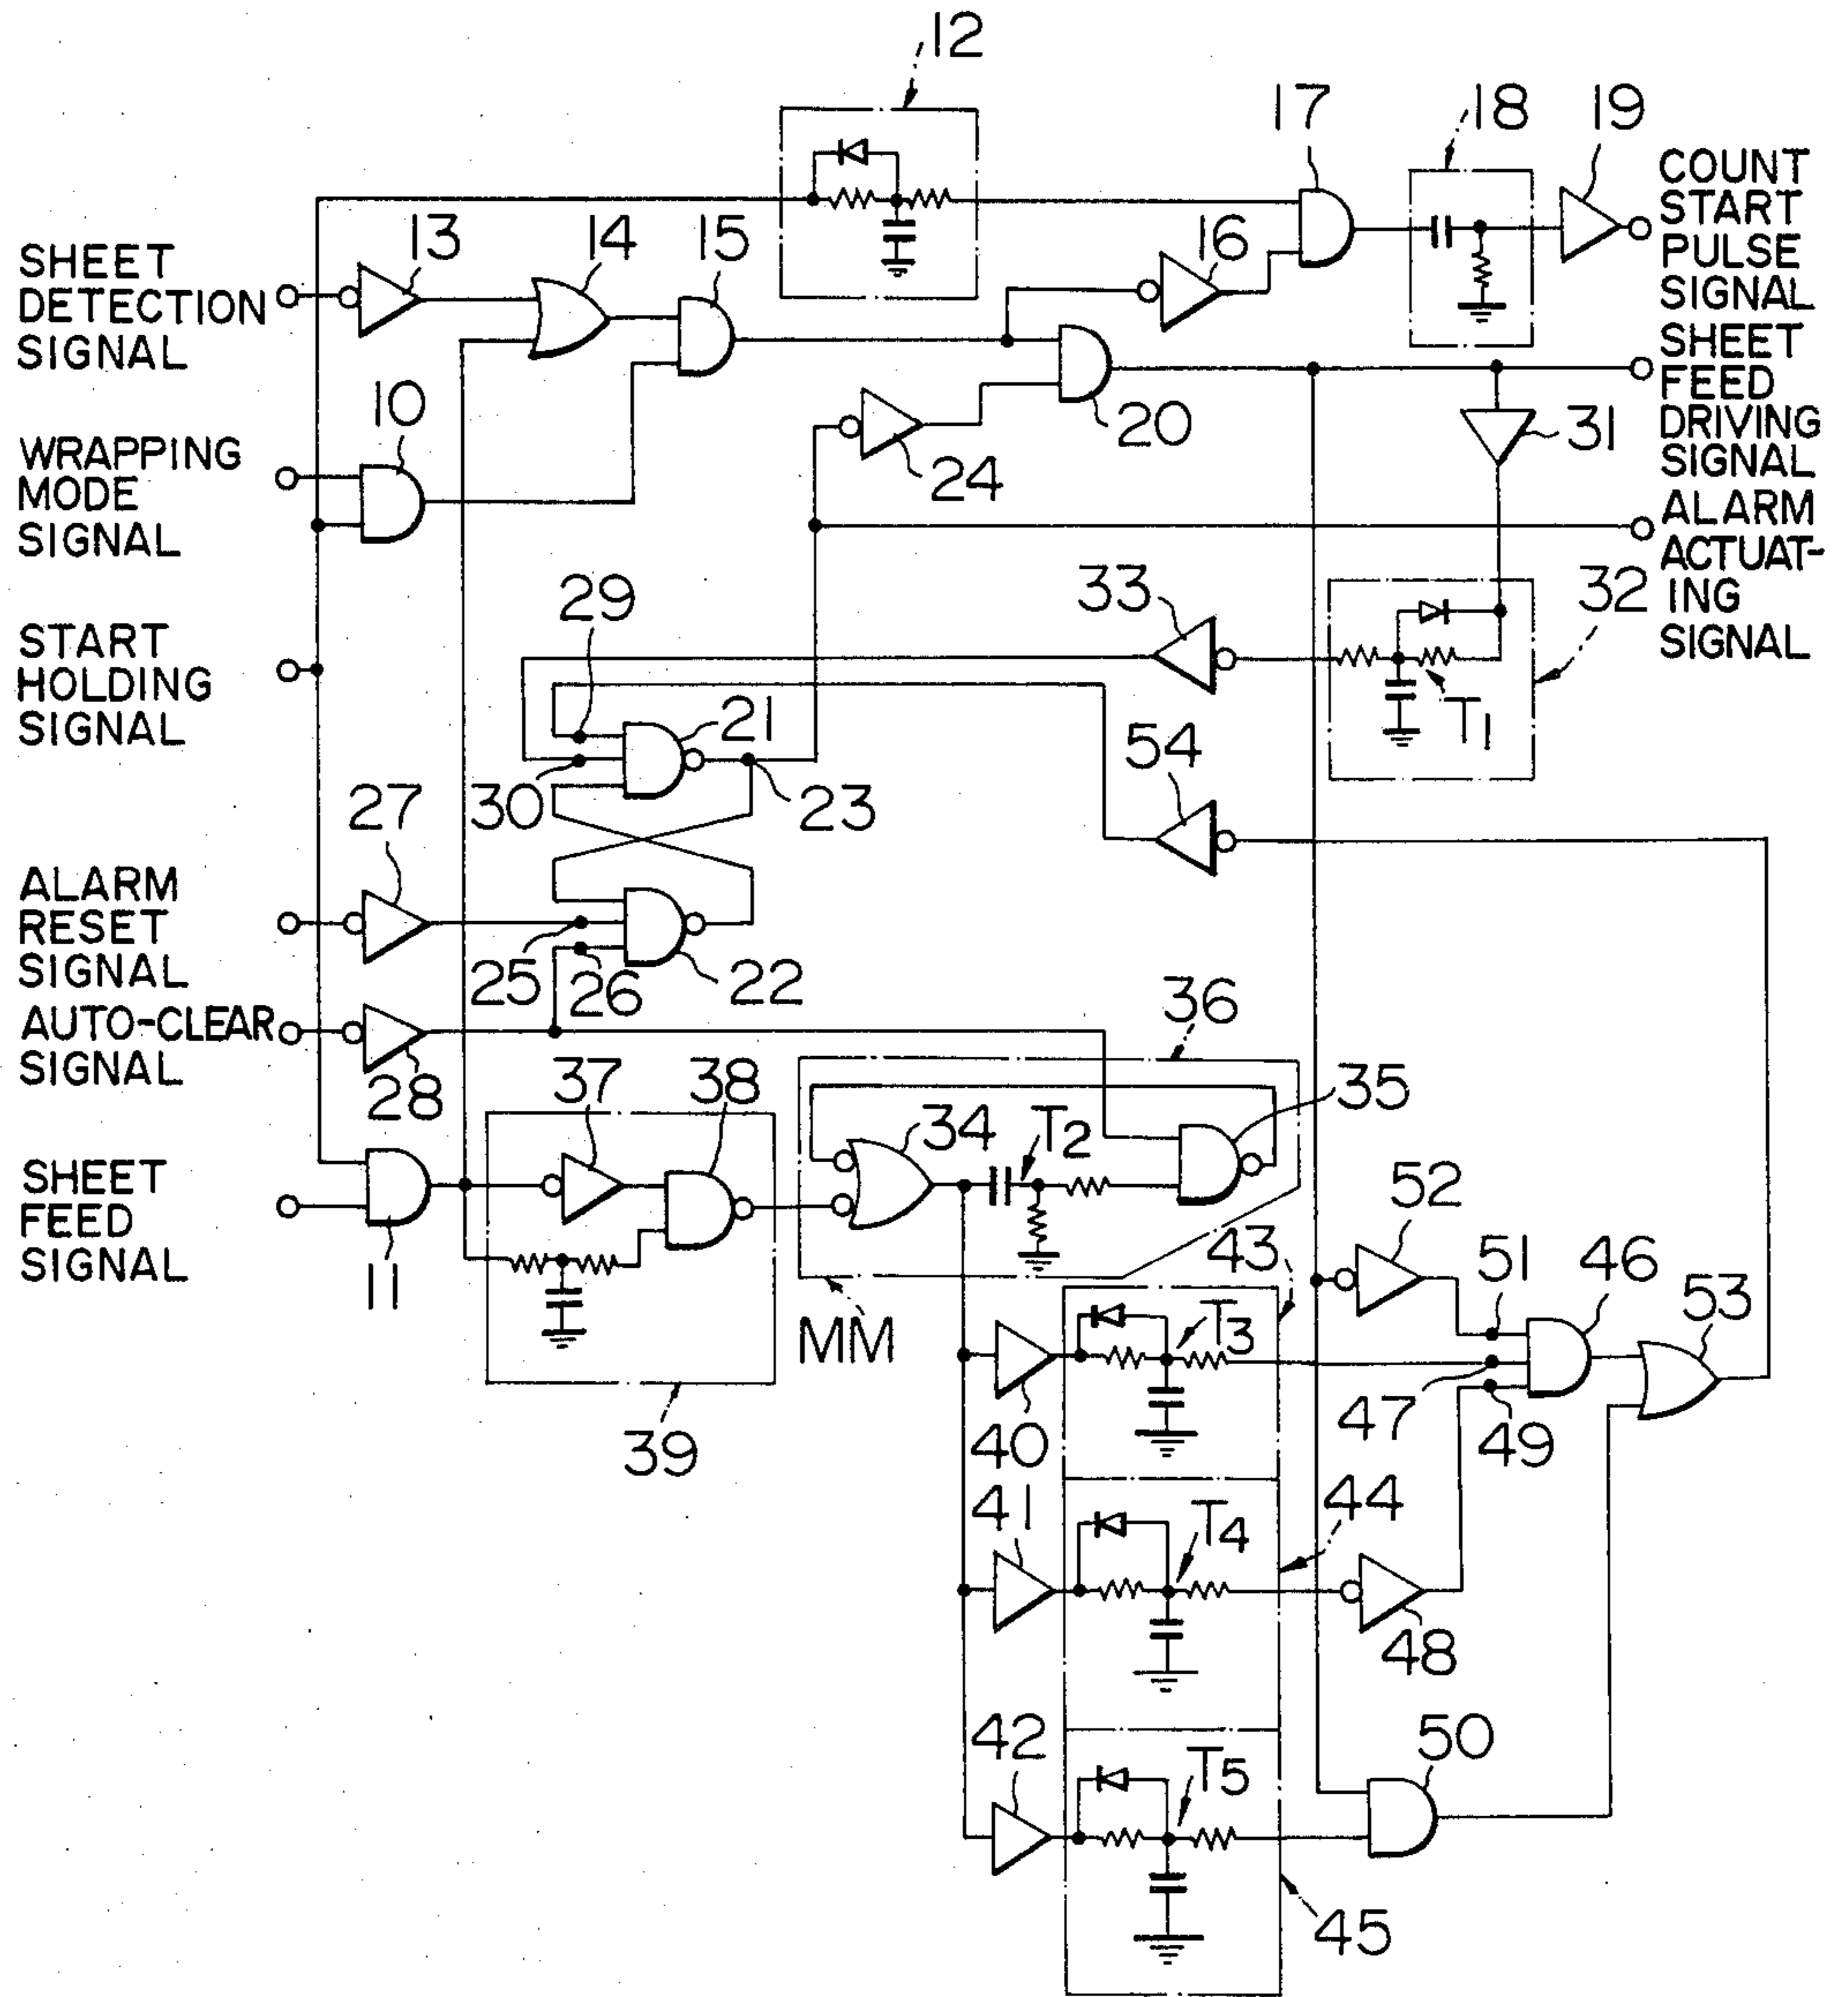 12
17
18
19
COUNT
START
PULSE
SIGNAL
SHEET
DETECTION
SIGNAL
13
14
15
16
SHEET
FEED
DRIVING
SIGNAL
WRAPPING
MODE
SIGNAL
10
20
24
31
ALARM
ACTUAT-
ING
SIGNAL
START
HOLDING
SIGNAL
29
33
32
T1
21
30
23
54
ALARM
RESET
SIGNAL
27
25
26
22
AUTO-CLEAR
SIGNAL
28
36
37
38
34
T2
35
SHEET
FEED
SIGNAL
11
39
MM
43
52
51
46
53
40
T3
47
49
41
T4
44
48
42
T5
50
45